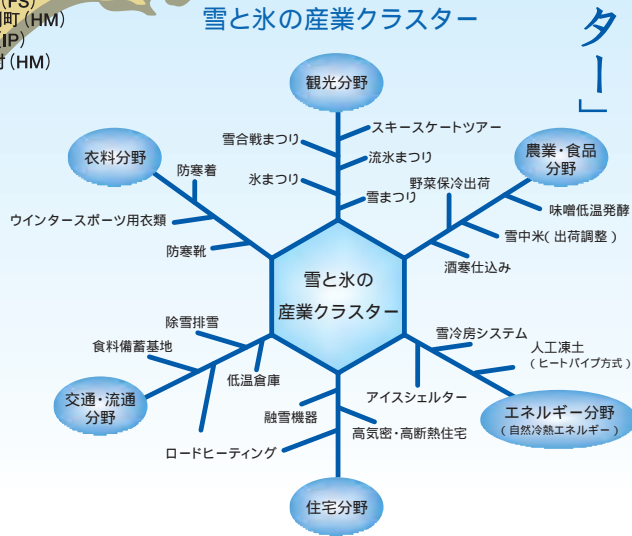 (FS)
町(HM)
(IP)
村(HM)
雪と氷の産業クラスター
ター」
観光分野
スキースケートツアー
雪合戦まつり
流氷まつり
氷まつり
雪まつり
衣料分野
防寒着
ウインタースポーツ用衣類
防寒靴
農業・食品
分野
野菜保冷出荷
味噌低温発酵
雪中米(出荷調整)
酒寒仕込み
雪と氷の
産業クラスター
除雪排雪
食料備蓄基地
低温倉庫
交通・流通
分野
ロードヒーティング
雪冷房システム
人工凍土
(ヒートパイプ方式)
アイスシェルター
エネルギー分野
(自然冷熱エネルギー)
融雪機器
高気密・高断熱住宅
住宅分野